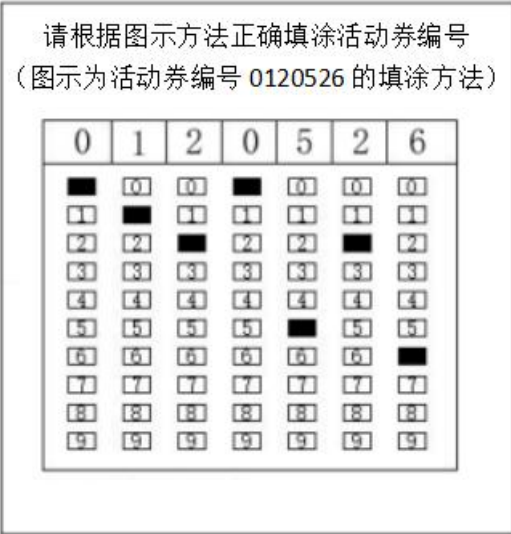 请根据图示方法正确填涂活动券编号
（图示为活动券编号 0120526 的填涂方法）
0 1 2 0 5 2 6
0 0 0 0 0
1 1 1 1 1 1
2 2 2 2 2
3 3 3 3 3 3 3
4 4 4 4 4 4 4
5 5 5 5 5 5
6 6 6 6 6 6
7 7 7 7 7 7 7
8 8 8 8 8 8 8
9 9 9 9 9 9 9